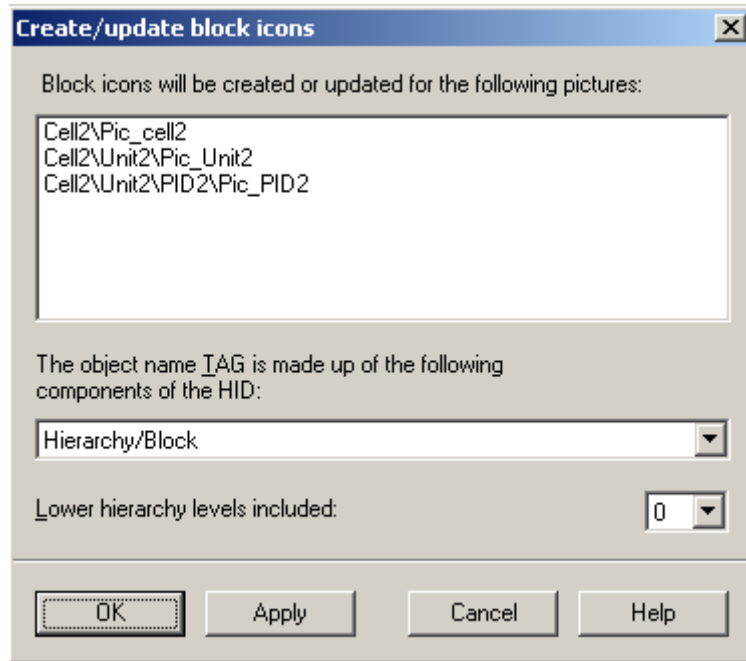 Create/update block icons
Block icons will be created or updated for the following pictures:
Cell2\Pic_cell2
Cell2\Unit2\Pic_Unit2
Cell2\Unit2\PID2\Pic_PID2
The object name TAG is made up of the following
components of the HID:
Hierarchy/Block
Lower hierarchy levels included:
0
OK
Apply
Cancel
Help